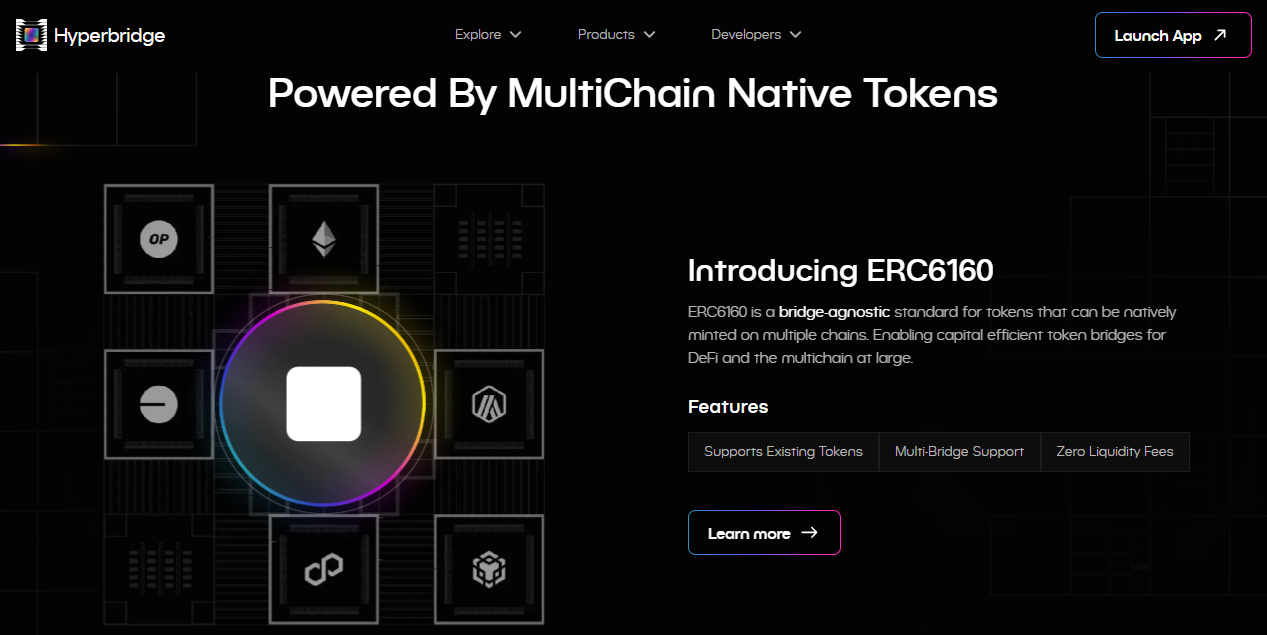 Hyperbridge
Explore
Products
Developers
Launch App
Powered By MultiChain Native Tokens
OP
Introducing ERC6160
ERC6160 is a bridge-agnostic standard for tokens that can be natively
minted on multiple chains. Enabling capital efficient token bridges for
DeFi and the multichain at large.
Features
Supports Existing Tokens
Multi-Bridge Support
Zero Liquidity Fees
Learn more